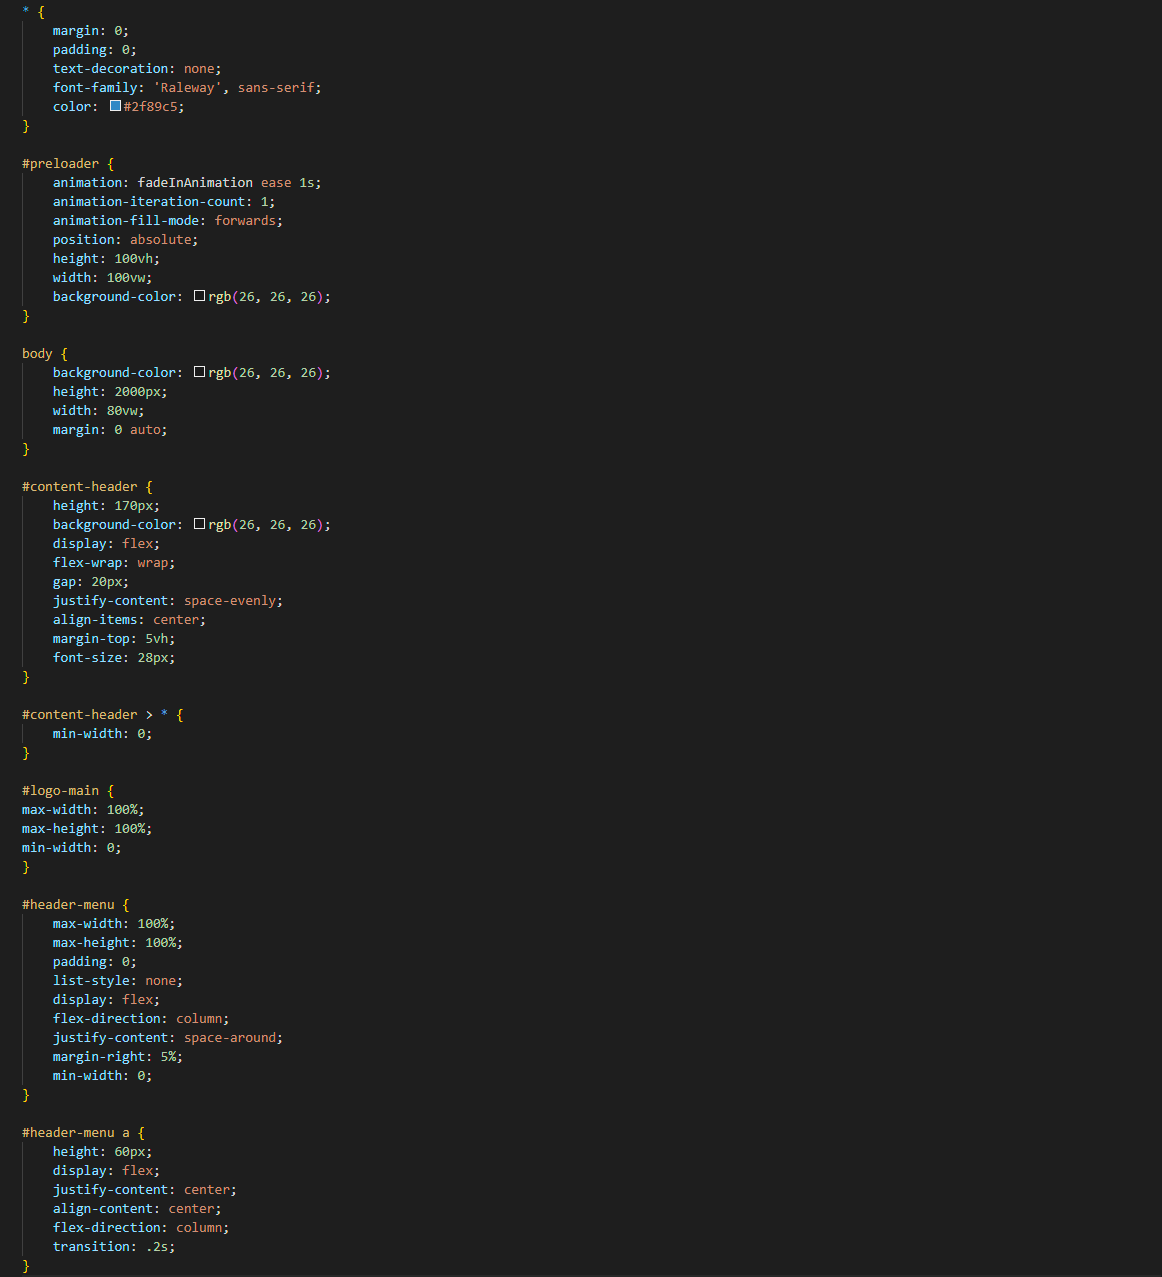 * {
    margin: 0;
    padding: 0;
    text-decoration: none;
    font-family: 'Raleway', sans-serif;
    color: #2f89c5;
}

#preloader {
    animation: fadeInAnimation ease 1s;
    animation-iteration-count: 1;
    animation-fill-mode: forwards;
    position: absolute;
    height: 100vh;
    width: 100vw;
    background-color: rgb(26, 26, 26);
}

body {
    background-color: rgb(26, 26, 26);
    height: 2000px;
    width: 80vw;
    margin: 0 auto;
}

#content-header {
    height: 170px;
    background-color: rgb(26, 26, 26);
    display: flex;
    flex-wrap: wrap;
    gap: 20px;
    justify-content: space-evenly;
    align-items: center;
    margin-top: 5vh;
    font-size: 28px;
}

#content-header > * {
    min-width: 0;
}

#logo-main {
max-width: 100%;
max-height: 100%;
min-width: 0;
}

#header-menu {
    max-width: 100%;
    max-height: 100%;
    padding: 0;
    list-style: none;
    display: flex;
    flex-direction: column;
    justify-content: space-around;
    margin-right: 5%;
    min-width: 0;
}

#header-menu a {
    height: 60px;
    display: flex;
    justify-content: center;
    align-content: center;
    flex-direction: column;
    transition: .2s;
}